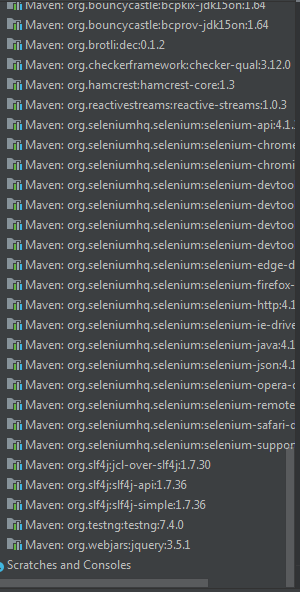 Maven: org.bouncycastle:bcpkix-jdk15on:1.64
Maven: org.bouncycastle:bcprov-jdk15on:1.64
Maven: org.brotli:dec:0.1.2
Maven: org.checkerframework:checker-qual:3.12.0
Maven: org.hamcrest:hamcrest-core:1.3
Maven: org.reactivestreams:reactive-streams:1.0.3
Maven: org.seleniumhq.selenium:selenium-api:4.1.
Maven: org.seleniumhq.selenium:selenium-chrome
Maven: org.seleniumhq.selenium:selenium-chromi
Maven: org.seleniumhq.selenium:selenium-devtoo
Maven: org.seleniumhq.selenium:selenium-devtoo
Maven: org.seleniumhq.selenium:selenium-devtoo
Maven: org.seleniumhq.selenium:selenium-devtoo
Maven: org.seleniumhq.selenium:selenium-edge-d
Maven: org.seleniumhq.selenium:selenium-firefox-
Maven: org.seleniumhq.selenium:selenium-http:4.1
Maven: org.seleniumhq.selenium:selenium-ie-drive
Maven: org.seleniumhq.selenium:selenium-java:4.1
Maven: org.seleniumhq.selenium:selenium-json:4.1
Maven: org.seleniumhq.selenium:selenium-opera-d
Maven: org.seleniumhq.selenium:selenium-remote
Maven: org.seleniumhq.selenium:selenium-safari-d
Maven: org.seleniumhq.selenium:selenium-suppor
Maven: org.slf4j:jcl-over-slf4j:1.7.30
Maven: org.slf4j:slf4j-api:1.7.36
Maven: org.slf4j:slf4j-simple:1.7.36
Maven: org.testng:testng:7.4.0
Maven: org.webjars:jquery:3.5.1
Scratches and Consoles